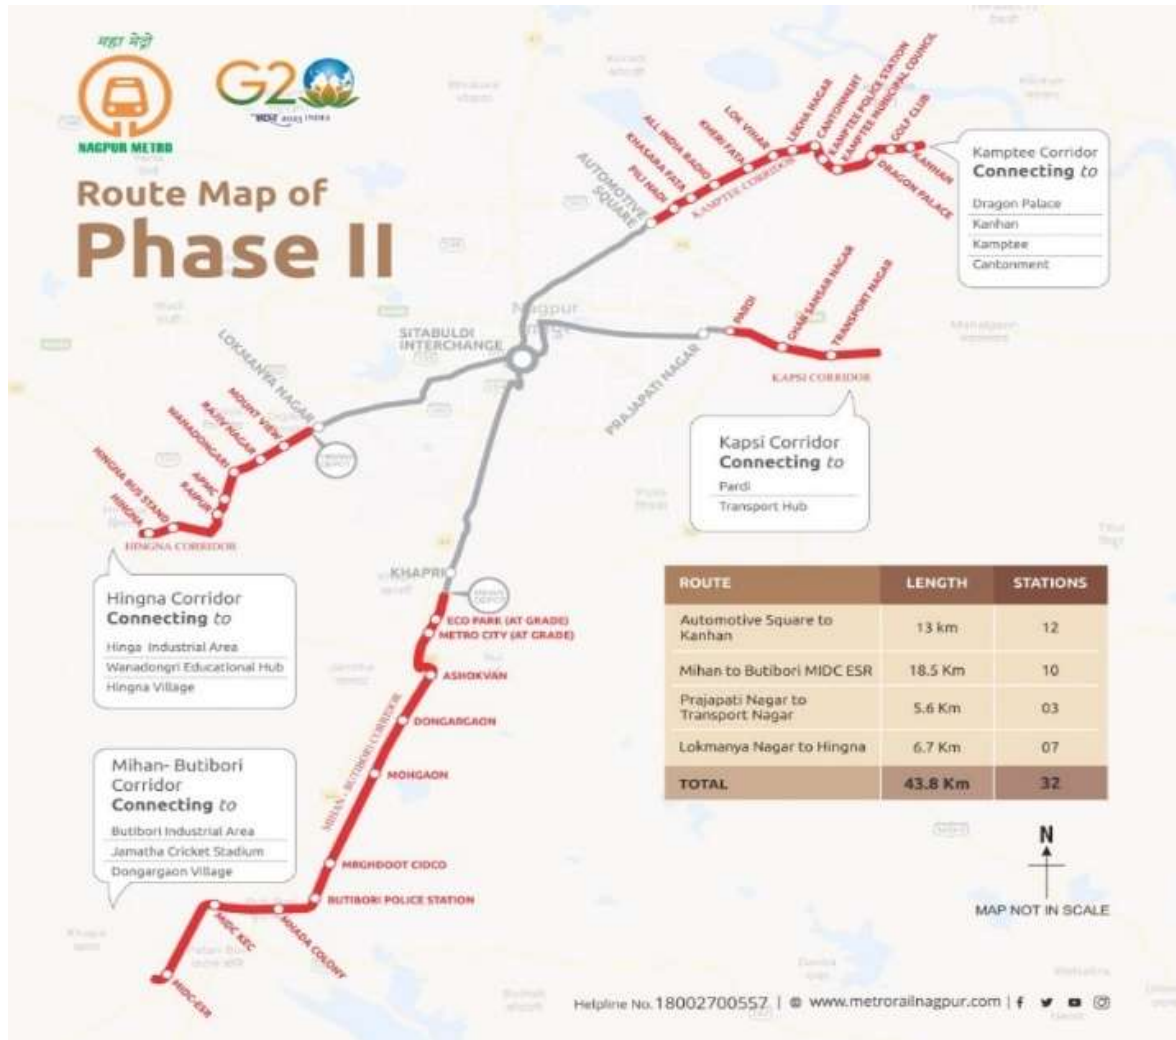 महा मेट्रो
NAGPUR METRO
G20
भारत 2023 INDIA
Route Map of
Phase II
AUTOMOTIVE
SQUARE
PILI NADI
KHASARA FATA
ALL INDIA RADIO
KHERI FATA
LOK VIHAR
LEKHA NAGAR
CANTONMENT
KAMPTEE POLICE STATION
KAMPTEE MUNICIPAL COUNCIL
DRAGON PALACE
GOLF CLUB
KANHAN
KAMPTEE CORRIDOR
Kamptee Corridor
Connecting to
Dragon Palace
Kanhan
Kamptee
Cantonment
Nagpur
SITABULDI
INTERCHANGE
PRAJAPATI NAGAR
PARDI
GHAR SANSAR NAGAR
TRANSPORT NAGAR
KAPSI CORRIDOR
Kapsi Corridor
Connecting to
Pardi
Transport Hub
LOKMANYA NAGAR
MOUNT VIEW
RAJIV NAGAR
WANADONGRI
APMC
RAIPUR
HINGNA BUS STAND
HINGNA
HINGNA CORRIDOR
Hingna Corridor
Connecting to
Hinga Industrial Area
Wanadongri Educational Hub
Hingna Village
KHAPRI
ECO PARK (AT GRADE)
METRO CITY (AT GRADE)
ASHOKVAN
DONGARGAON
MOHGAON
MIHAN - BUTIBORI CORRIDOR
MRGHDOOT CIDCO
BUTIBORI POLICE STATION
MHADA COLONY
MIDC KEC
MIDC-ESR
Mihan- Butibori
Corridor
Connecting to
Butibori Industrial Area
Jamatha Cricket Stadium
Dongargaon Village
ROUTE LENGTH STATIONS
Automotive Square to
Kanhan 13 km 12
Mihan to Butibori MIDC ESR 18.5 Km 10
Prajapati Nagar to
Transport Nagar 5.6 Km 03
Lokmanya Nagar to Hingna 6.7 Km 07
TOTAL 43.8 Km 32
N
MAP NOT IN SCALE
Helpline No. 18002700557 | www.metrorailnagpur.com |